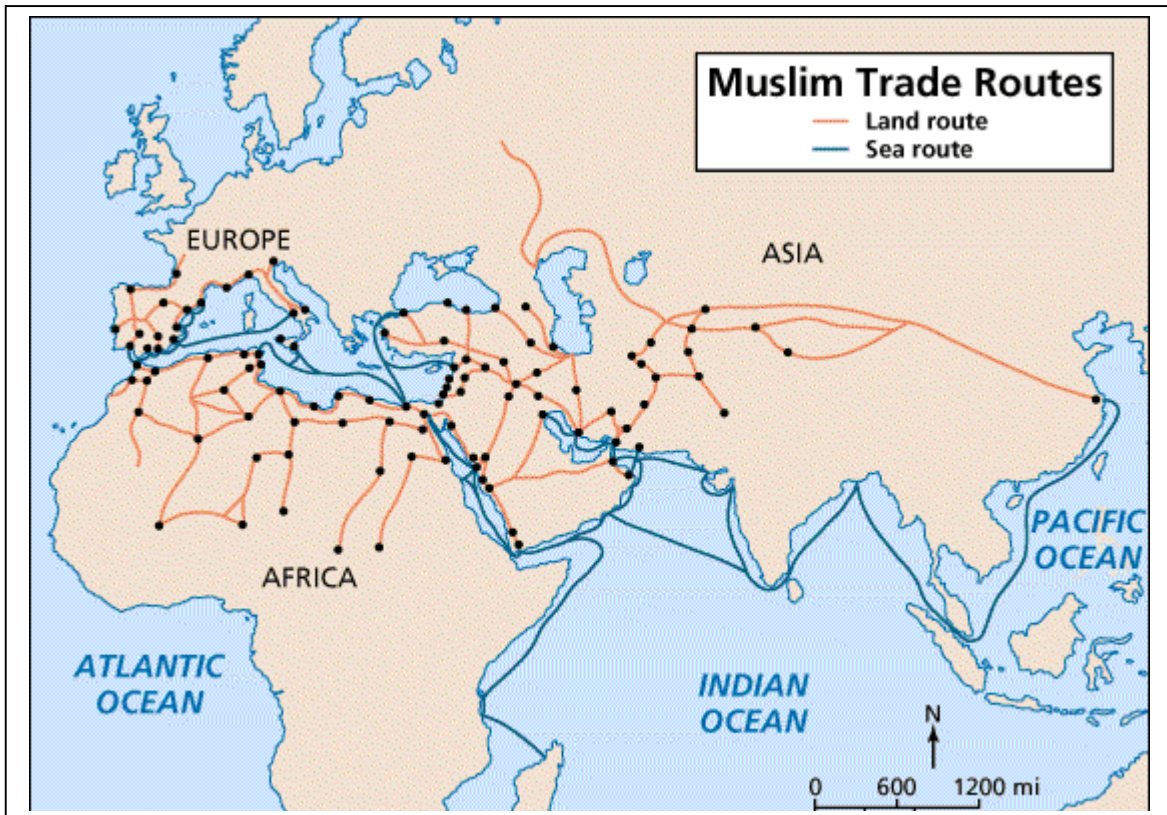 Muslim Trade Routes
Land route
Sea route
EUROPE
ASIA
AFRICA
PACIFIC
OCEAN
ATLANTIC
OCEAN
INDIAN
OCEAN
N
0 600 1200 mi